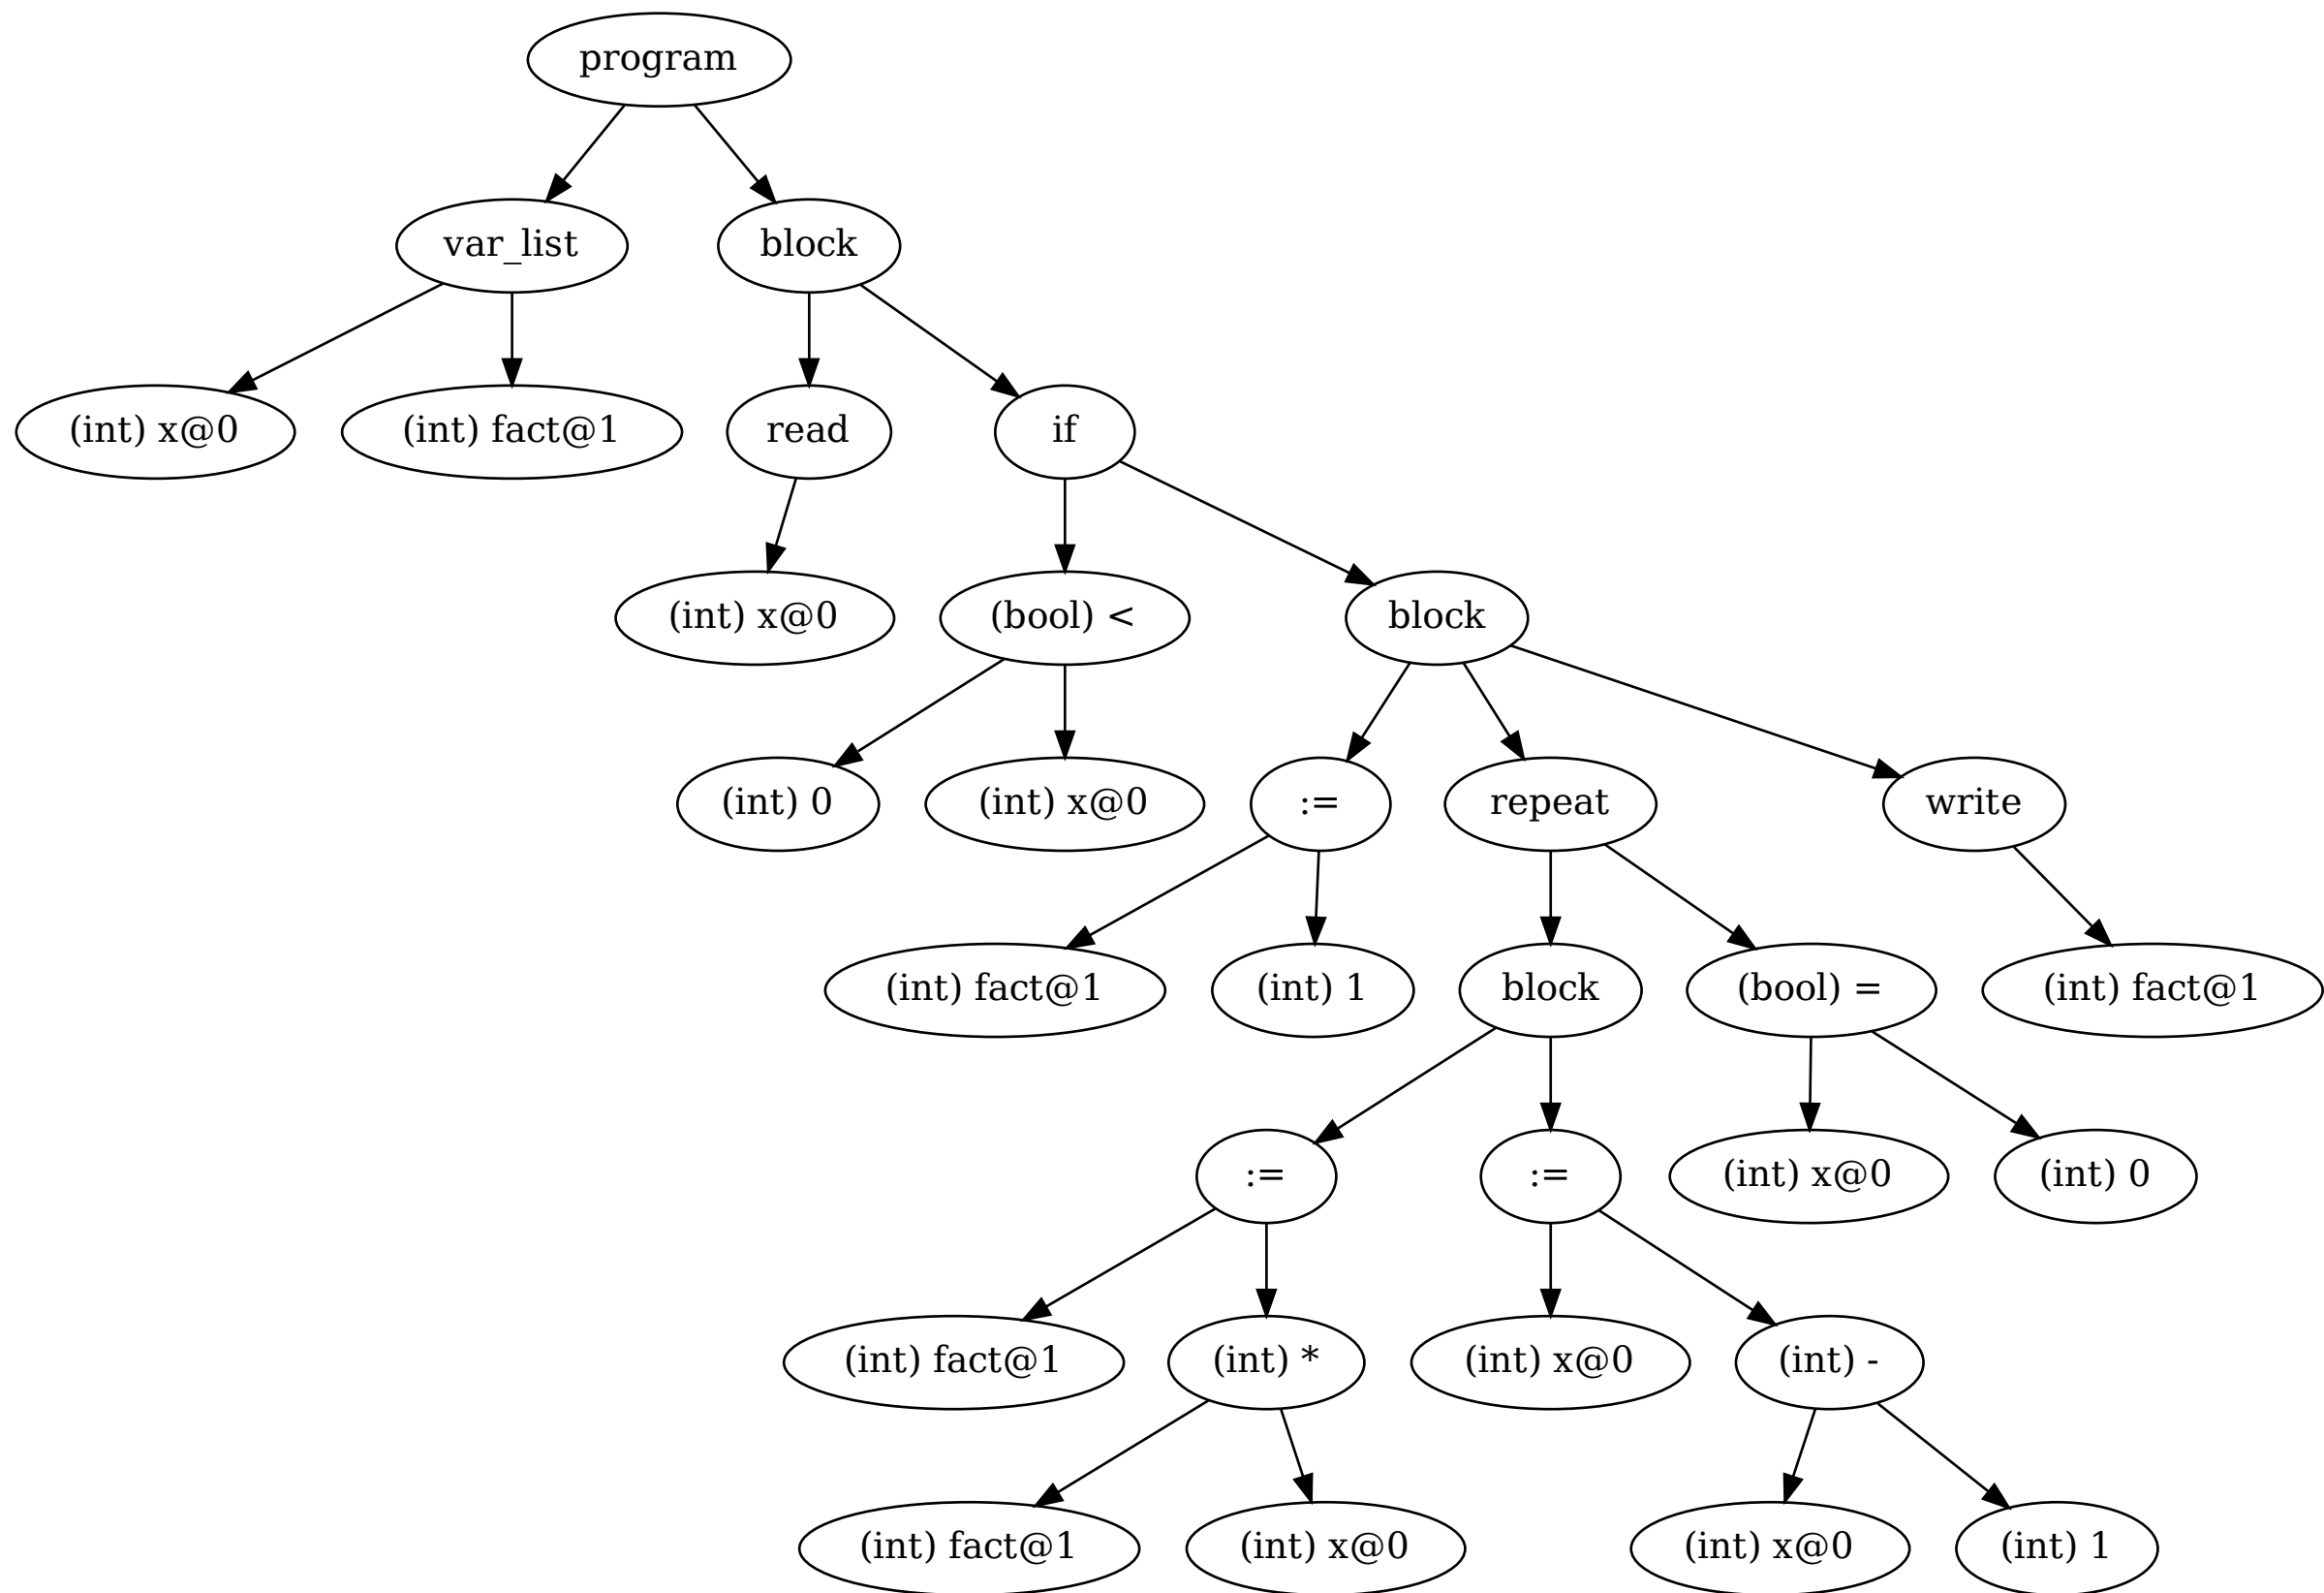 program
var_list
block
(int) x@0
(int) fact@1
read
if
(int) x@0
(bool) <
block
(int) 0
(int) x@0
:=
repeat
write
(int) fact@1
(int) 1
block
(bool) =
(int) fact@1
:=
:=
(int) x@0
(int) 0
(int) fact@1
(int) *
(int) x@0
(int) -
(int) fact@1
(int) x@0
(int) x@0
(int) 1